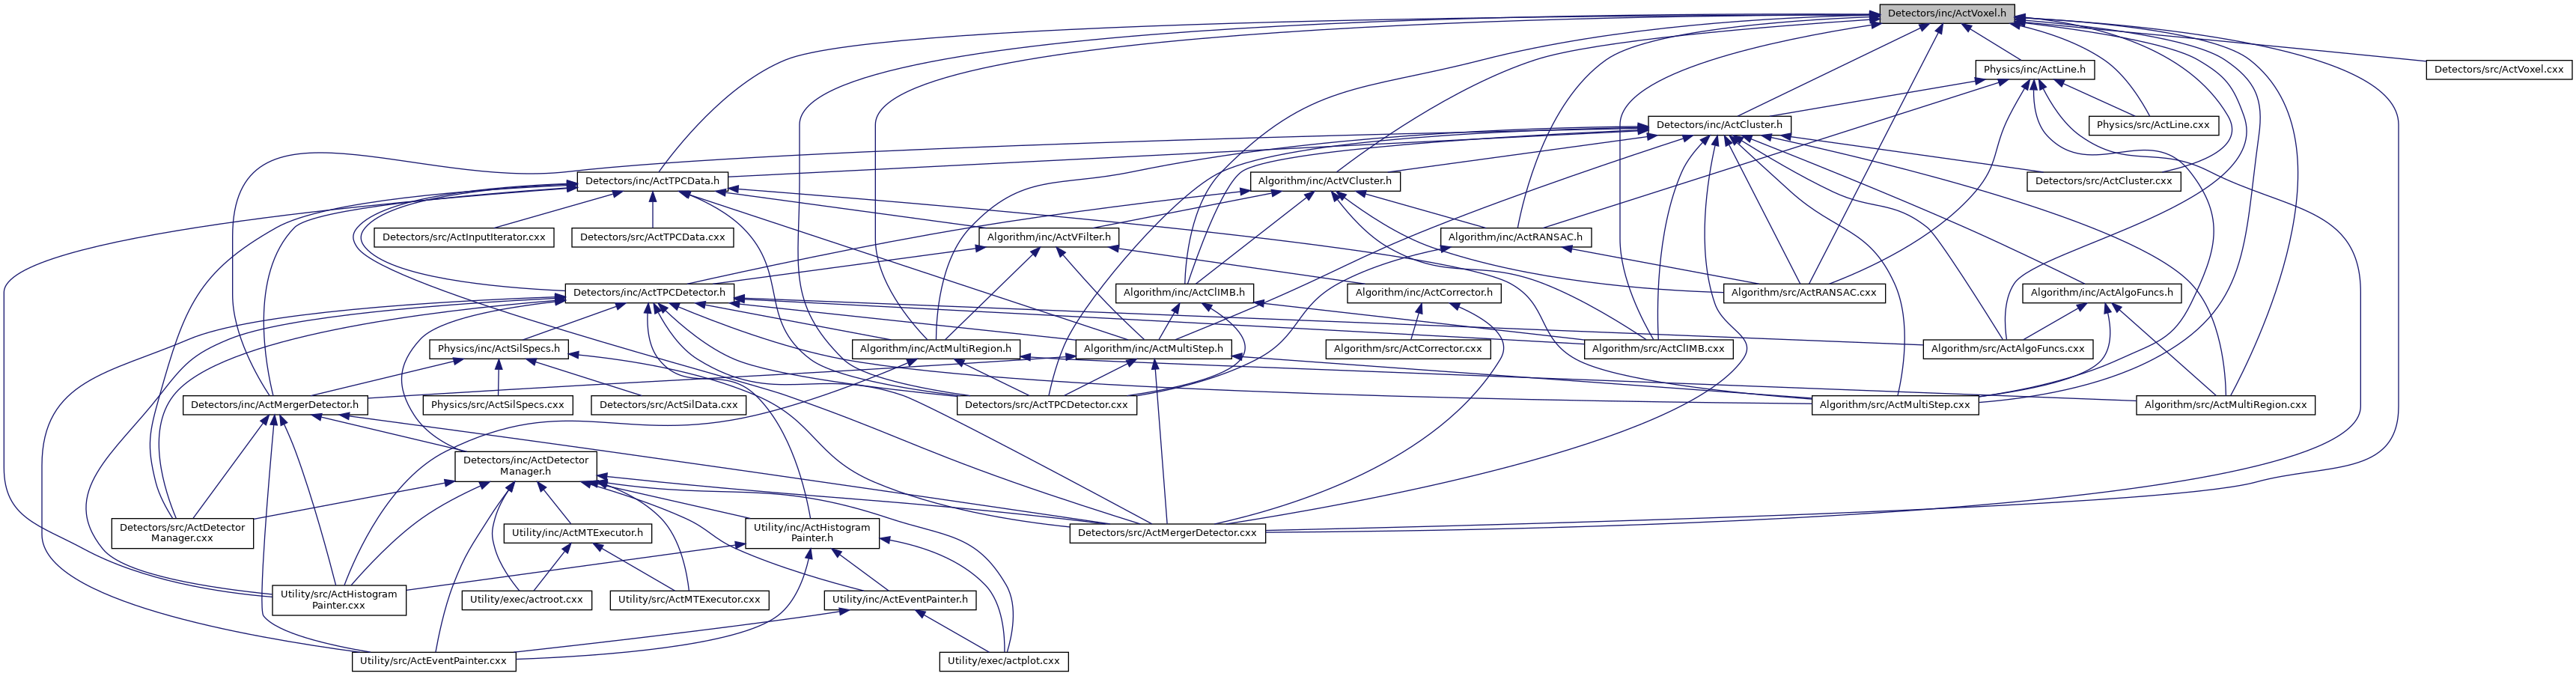 Detectors/inc/ActVoxel.h
Physics/inc/ActLine.h
Detectors/src/ActVoxel.cxx
Detectors/inc/ActCluster.h
Physics/src/ActLine.cxx
Detectors/inc/ActTPCData.h
Algorithm/inc/ActVCluster.h
Detectors/src/ActCluster.cxx
Detectors/src/ActInputIterator.cxx
Detectors/src/ActTPCData.cxx
Algorithm/inc/ActVFilter.h
Algorithm/inc/ActRANSAC.h
Detectors/inc/ActTPCDetector.h
Algorithm/inc/ActClIMB.h
Algorithm/inc/ActCorrector.h
Algorithm/src/ActRANSAC.cxx
Algorithm/inc/ActAlgoFuncs.h
Physics/inc/ActSilSpecs.h
Algorithm/inc/ActMultiRegion.h
Algorithm/inc/ActMultiStep.h
Algorithm/src/ActCorrector.cxx
Algorithm/src/ActClIMB.cxx
Algorithm/src/ActAlgoFuncs.cxx
Detectors/inc/ActMergerDetector.h
Physics/src/ActSilSpecs.cxx
Detectors/src/ActSilData.cxx
Detectors/src/ActTPCDetector.cxx
Algorithm/src/ActMultiStep.cxx
Algorithm/src/ActMultiRegion.cxx
Detectors/inc/ActDetector
Manager.h
Detectors/src/ActDetector
Manager.cxx
Utility/inc/ActMTExecutor.h
Utility/inc/ActHistogram
Painter.h
Detectors/src/ActMergerDetector.cxx
Utility/src/ActHistogram
Painter.cxx
Utility/exec/actroot.cxx
Utility/src/ActMTExecutor.cxx
Utility/inc/ActEventPainter.h
Utility/src/ActEventPainter.cxx
Utility/exec/actplot.cxx